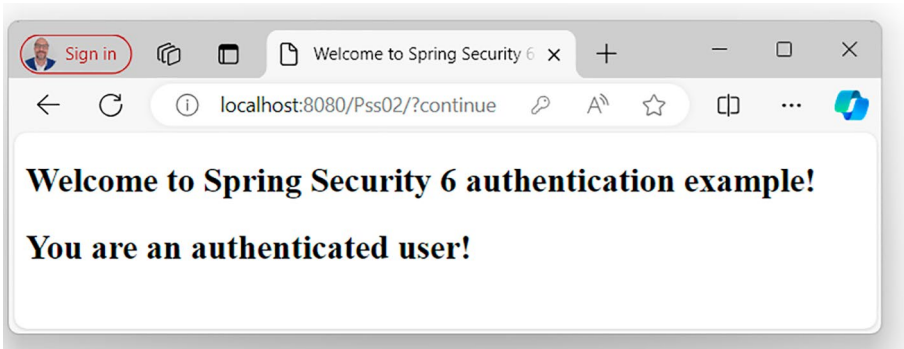 Sign in
Welcome to Spring Security 6
localhost:8080/Pss02/?continue
Welcome to Spring Security 6 authentication example!
You are an authenticated user!